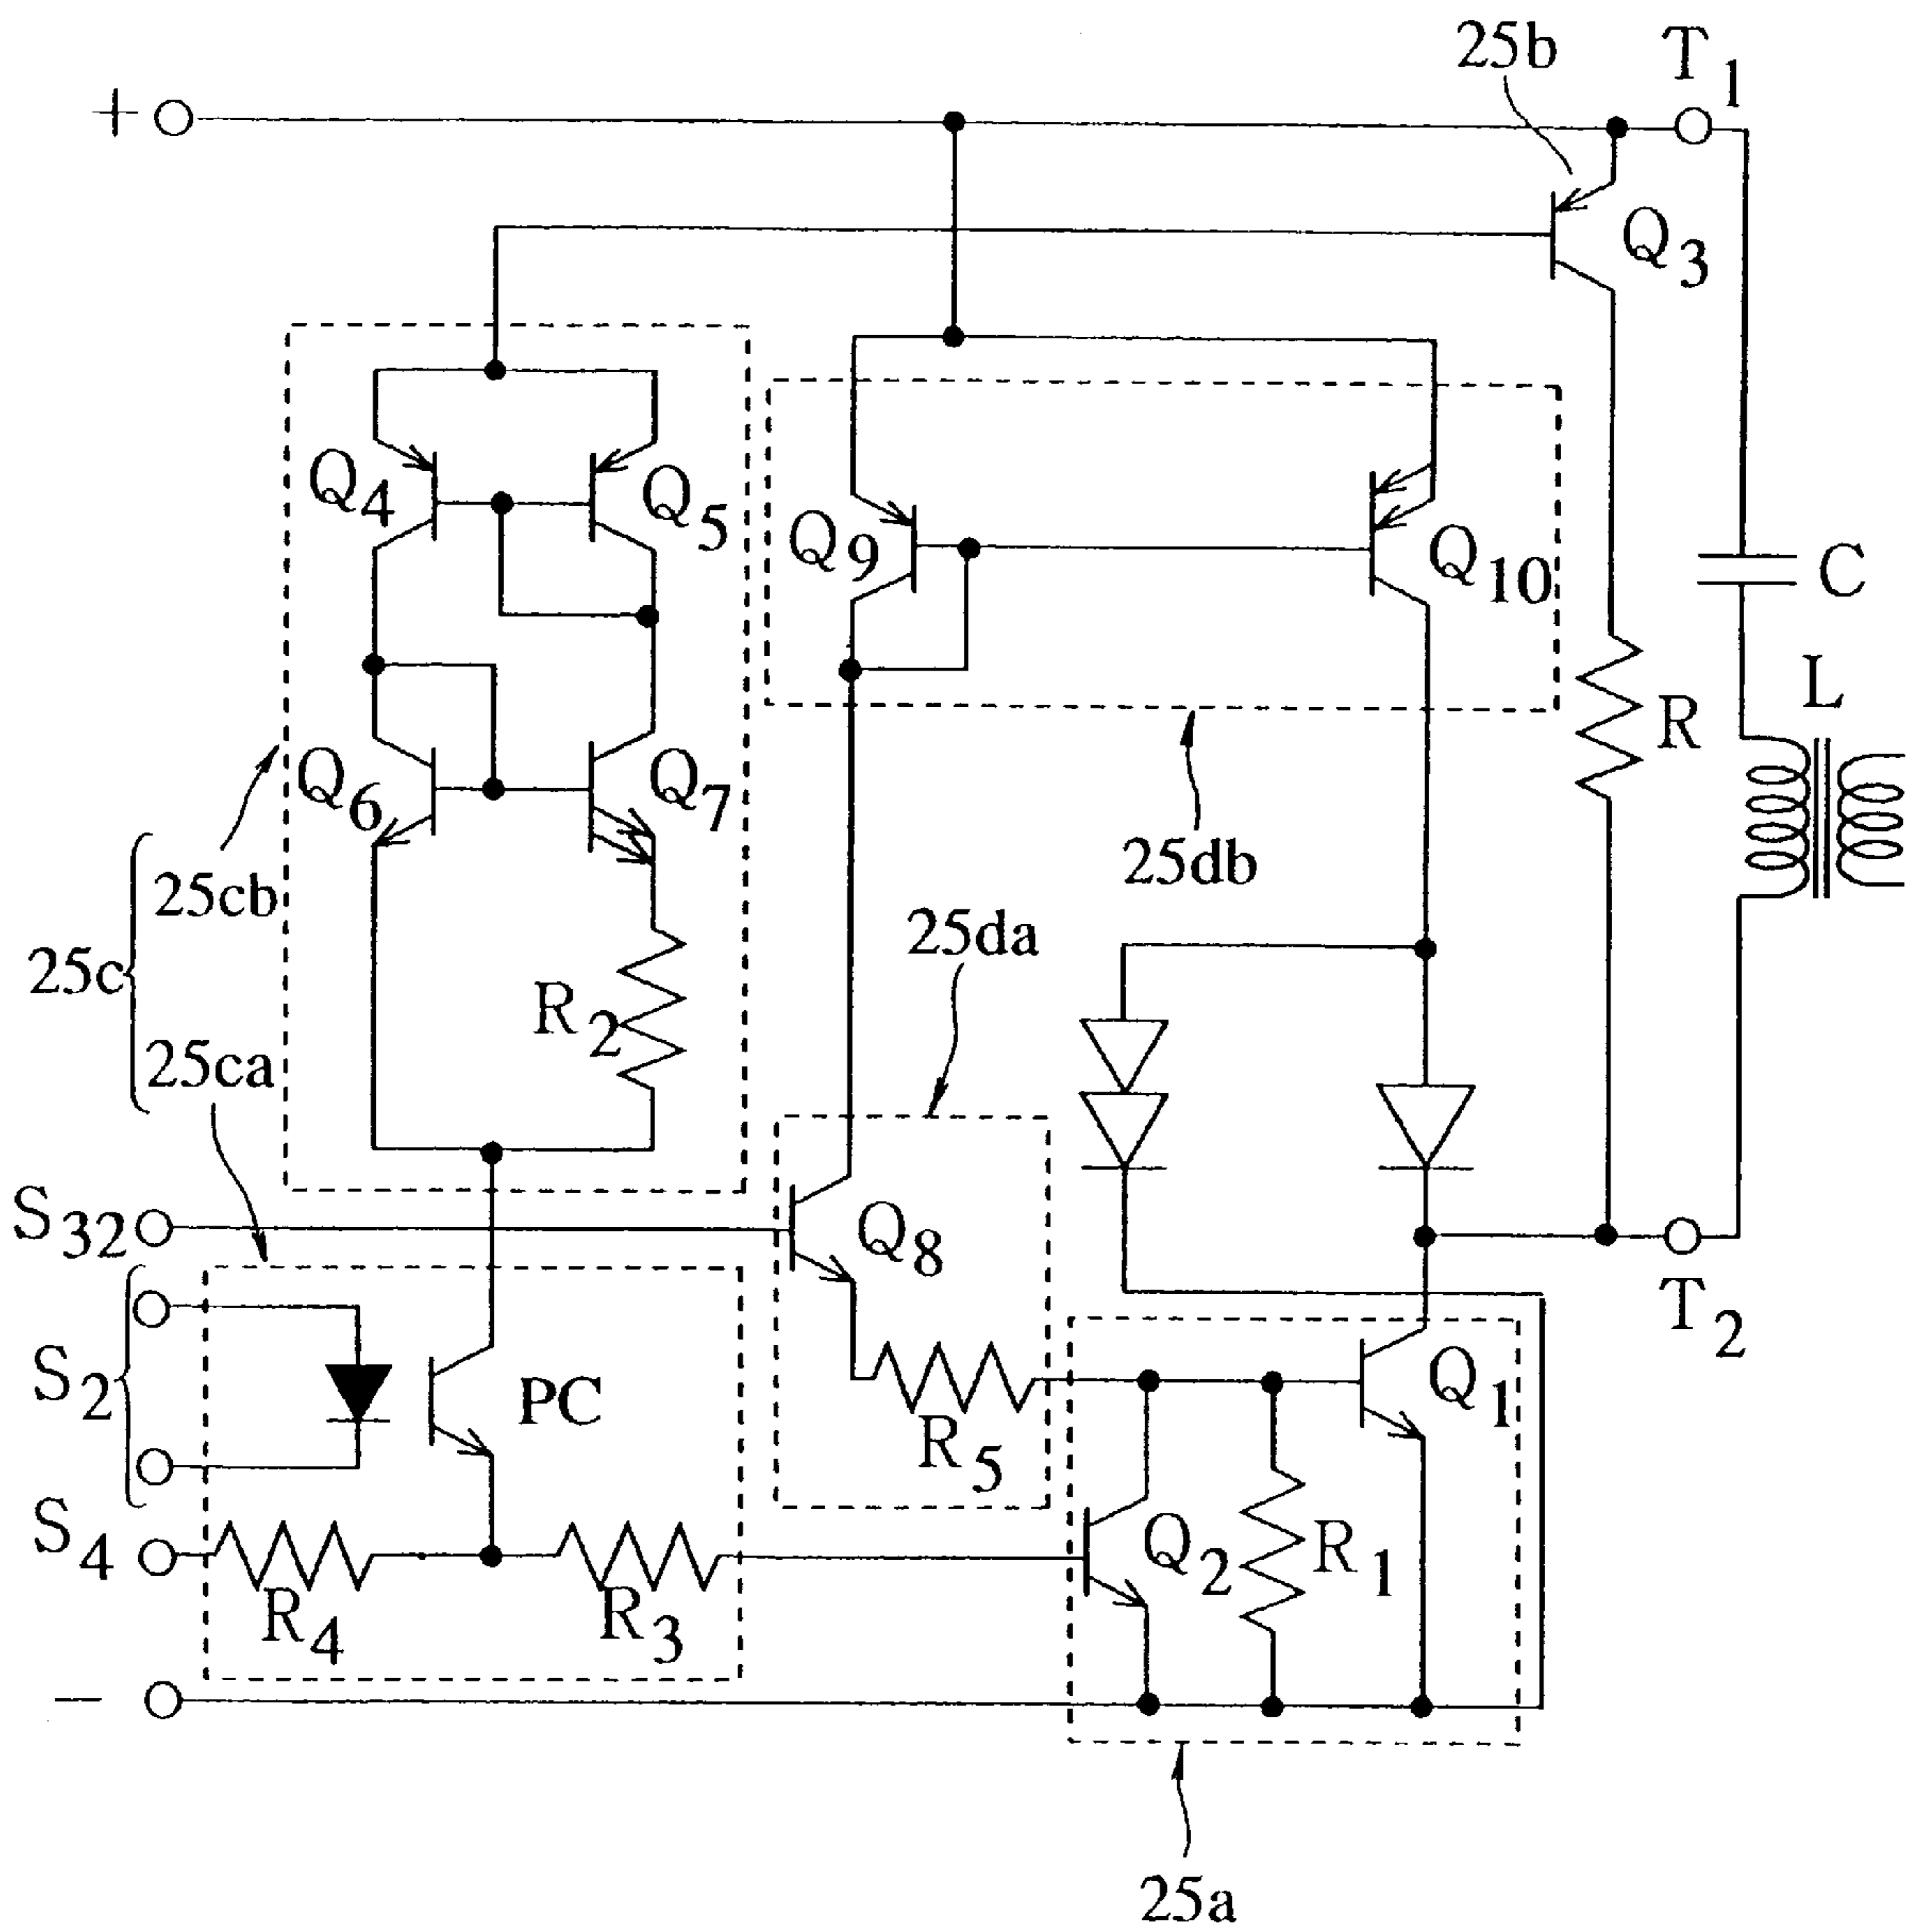 25b
T1
+
Q3
Q4
Q5
Q9
Q10
C
L
R
Q6
Q7
25cb
25db
25da
25c
R2
25ca
S32
Q8
T2
S2
PC
Q1
R5
S4
Q2
R1
R4
R3
−
25a